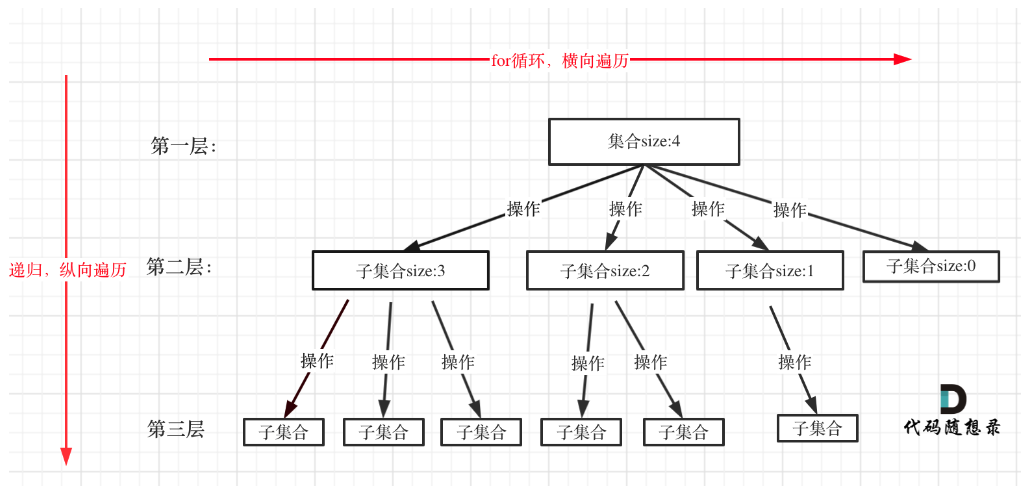 for循环，横向遍历
第一层：
集合size:4
操作
操作
操作
操作
递归，纵向遍历
第二层:
子集合size:3
子集合size:2
子集合size:1
子集合size:0
操作
操作
操作
操作
操作
操作
第三层
子集合
子集合
子集合
子集合
子集合
子集合
代码随想录